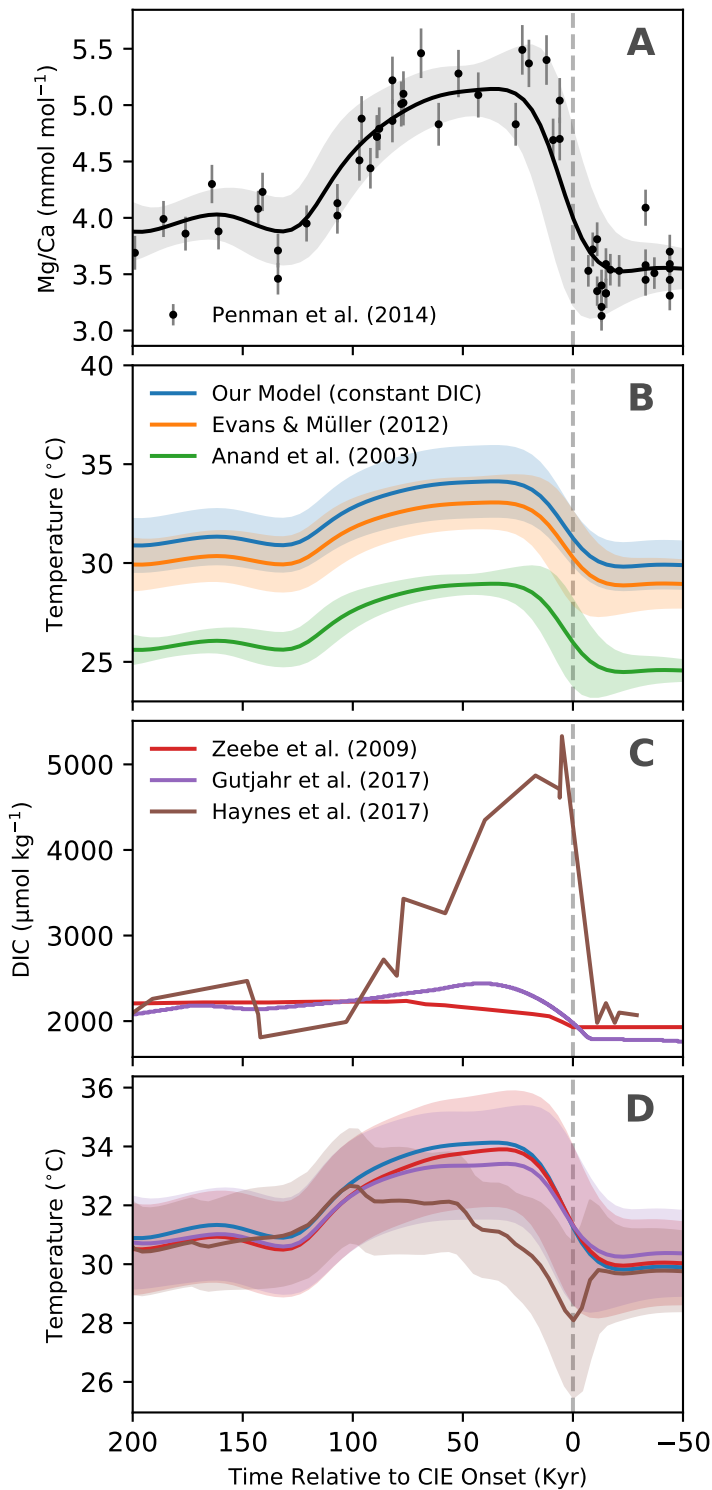 A
5.5
5.0
4.5
4.0
3.5
3.0
Mg/Ca (mmol mol⁻¹)
Penman et al. (2014)
B
40
35
30
25
Temperature (°C)
Our Model (constant DIC)
Evans & Müller (2012)
Anand et al. (2003)
C
5000
4000
3000
2000
DIC (µmol kg⁻¹)
Zeebe et al. (2009)
Gutjahr et al. (2017)
Haynes et al. (2017)
D
36
34
32
30
28
26
Temperature (°C)
200 150 100 50 0 −50
Time Relative to CIE Onset (Kyr)